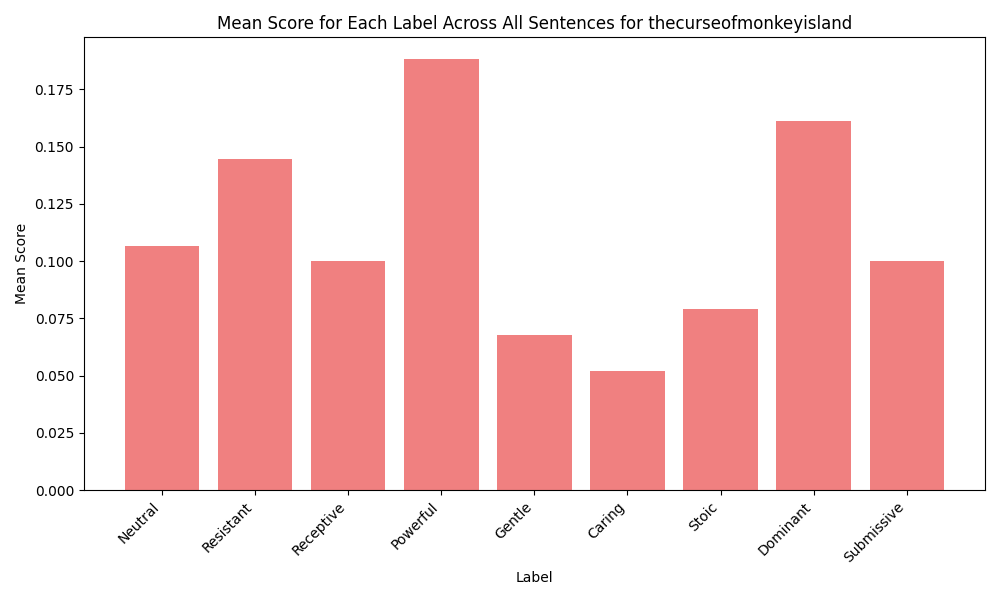 Mean Score for Each Label Across All Sentences for thecurseofmonkeyisland
Mean Score
0.175
0.150
0.125
0.100
0.075
0.050
0.025
0.000
Neutral
Resistant
Receptive
Powerful
Gentle
Caring
Stoic
Dominant
Submissive
Label